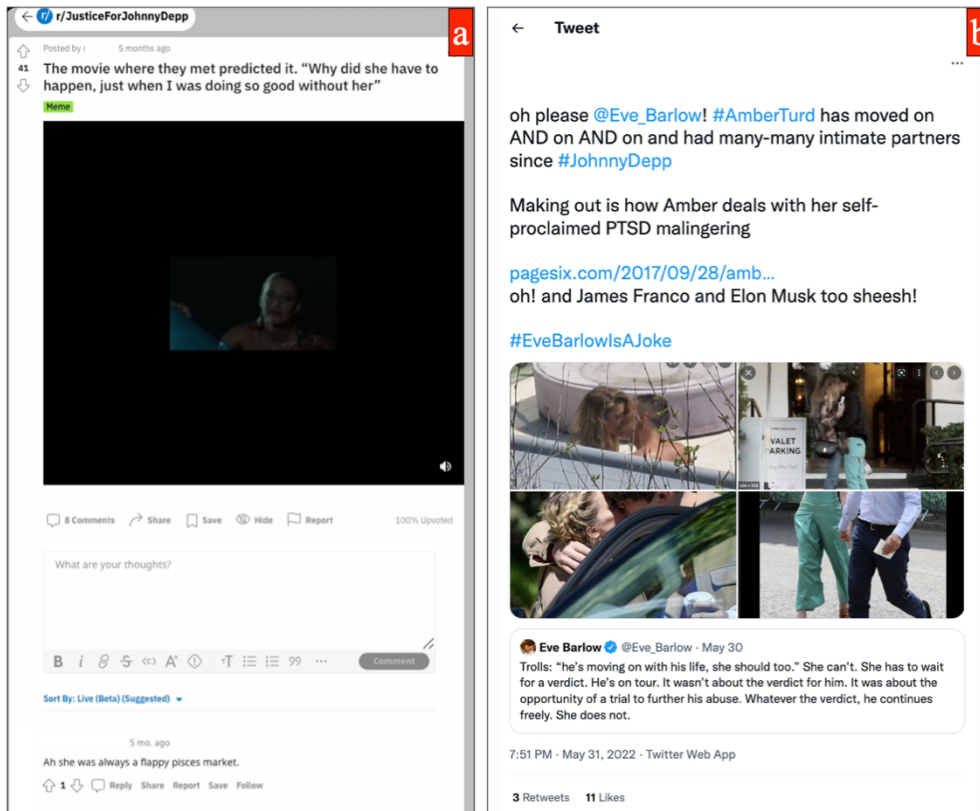 r/JusticeForJohnnyDepp
a
Posted by
5 months ago
41
The movie where they met predicted it. “Why did she have to
happen, just when I was doing so good without her”
Meme
8 Comments Share Save Hide Report 100% Upvoted
What are your thoughts?
Comment
Sort By: Live (Beta) (Suggested)
5 mo. ago
Ah she was always a flappy pisces market.
1 Reply Share Report Save Follow
b
Tweet
oh please @Eve_Barlow! #AmberTurd has moved on
AND on AND on and had many-many intimate partners
since #JohnnyDepp
Making out is how Amber deals with her self-
proclaimed PTSD malingering
pagesix.com/2017/09/28/amb...
oh! and James Franco and Elon Musk too sheesh!
#EveBarlowIsAJoke
VALET
PARKING
Eve Barlow @Eve_Barlow · May 30
Trolls: “he’s moving on with his life, she should too.” She can’t. She has to wait
for a verdict. He’s on tour. It wasn’t about the verdict for him. It was about the
opportunity of a trial to further his abuse. Whatever the verdict, he continues
freely. She does not.
7:51 PM · May 31, 2022 · Twitter Web App
3 Retweets 11 Likes